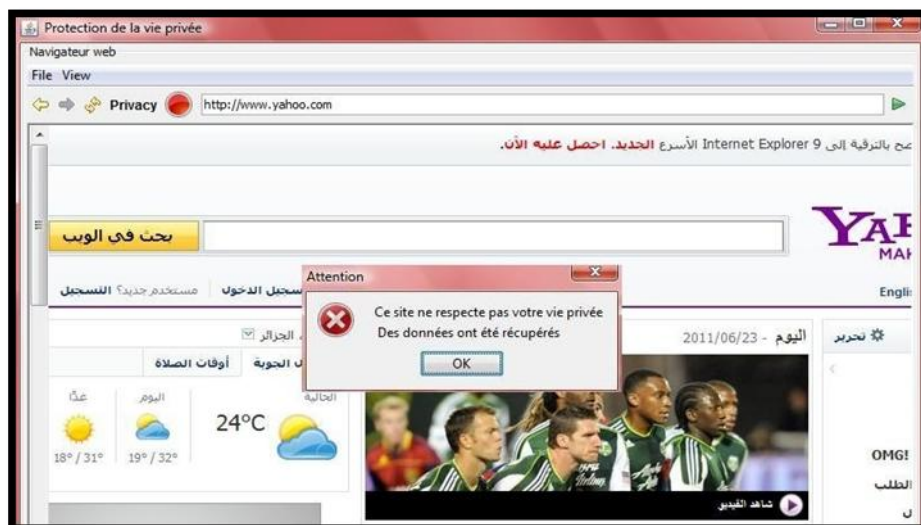 Protection de la vie privée
Navigateur web
File View
Privacy http://www.yahoo.com
بالترقية إلى Internet Explorer 9 الأسرع الجديد. احصل عليه الآن.
بحث في الويب
YA
MA
Attention
Ce site ne respecte pas votre vie privée
Des données ont été récupérés
OK
الدخول مستخدم جديد؟ التسجيل
تحرير
اليوم - 2011/06/23
الجزائر
الجوية أوقات الصلاة
الحالية اليوم غدًا
24°C
19° / 32° 18° / 31°
OMG!
الطلب
شاهد الفيديو